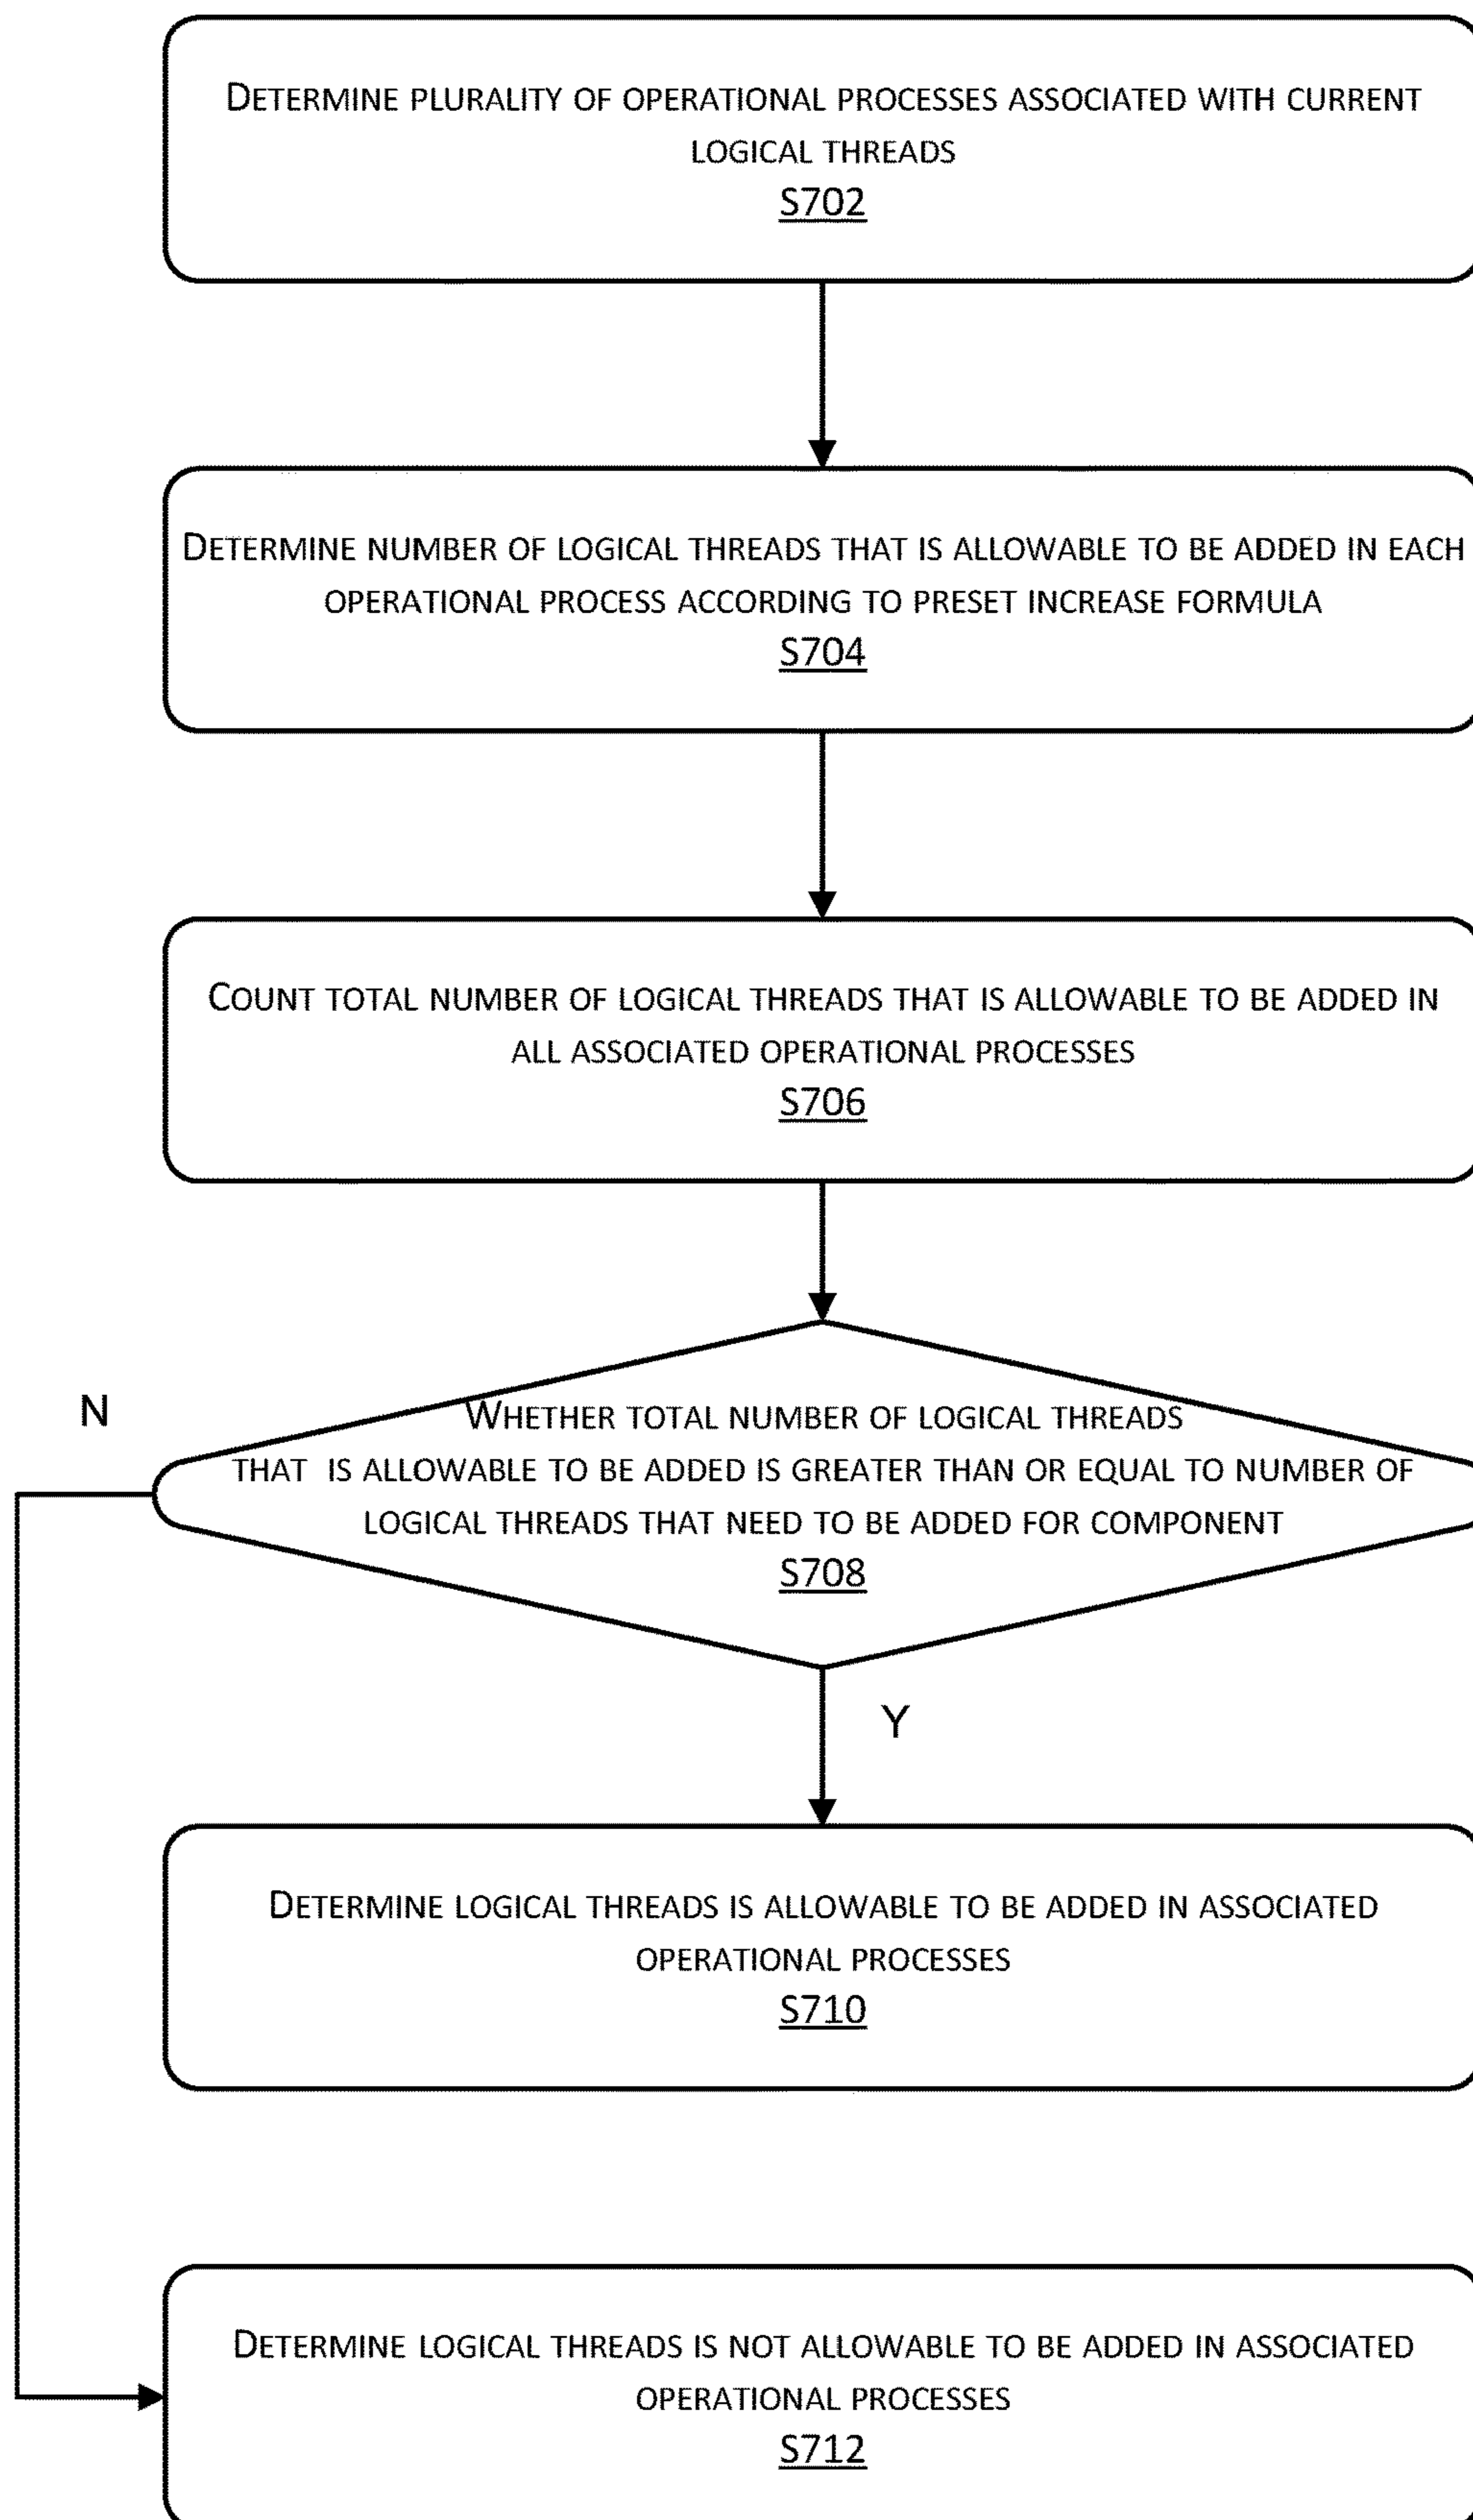 DETERMINE PLURALITY OF OPERATIONAL PROCESSES ASSOCIATED WITH CURRENT
LOGICAL THREADS
S702
DETERMINE NUMBER OF LOGICAL THREADS THAT IS ALLOWABLE TO BE ADDED IN EACH
OPERATIONAL PROCESS ACCORDING TO PRESET INCREASE FORMULA
S704
COUNT TOTAL NUMBER OF LOGICAL THREADS THAT IS ALLOWABLE TO BE ADDED IN
ALL ASSOCIATED OPERATIONAL PROCESSES
S706
N
WHETHER TOTAL NUMBER OF LOGICAL THREADS
THAT IS ALLOWABLE TO BE ADDED IS GREATER THAN OR EQUAL TO NUMBER OF
LOGICAL THREADS THAT NEED TO BE ADDED FOR COMPONENT
S708
Y
DETERMINE LOGICAL THREADS IS ALLOWABLE TO BE ADDED IN ASSOCIATED
OPERATIONAL PROCESSES
S710
DETERMINE LOGICAL THREADS IS NOT ALLOWABLE TO BE ADDED IN ASSOCIATED
OPERATIONAL PROCESSES
S712